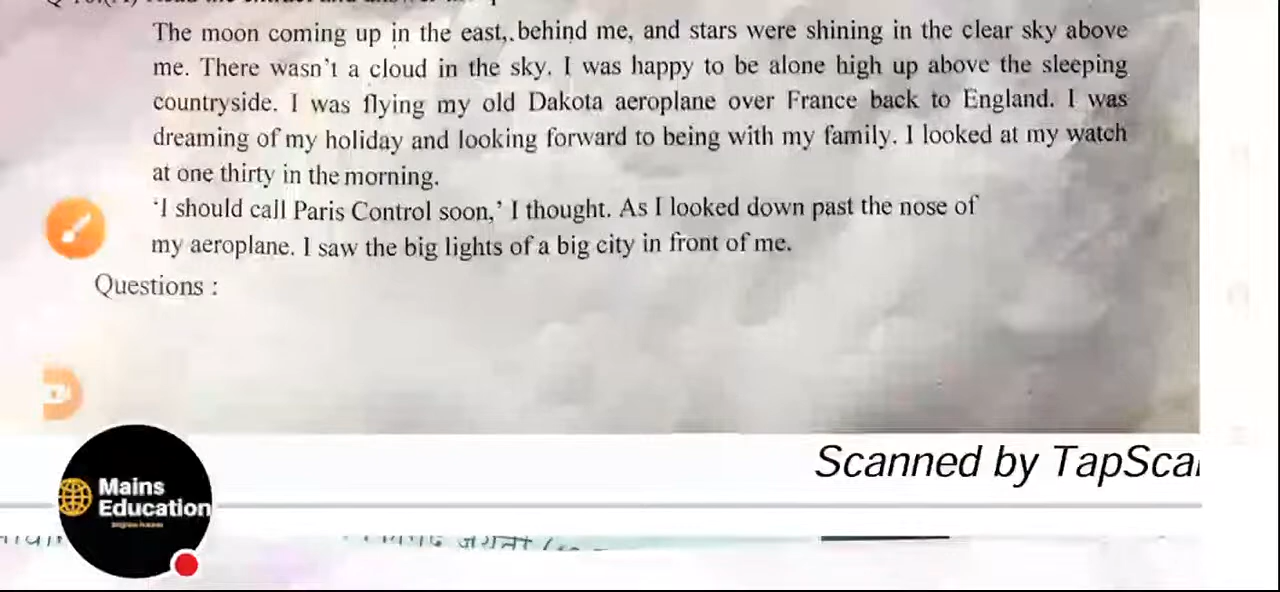 The moon coming up in the east,.behind me, and stars were shining in the clear sky above
me. There wasn't a cloud in the sky. I was happy to be alone high up above the sleeping
countryside. I was flying my old Dakota aeroplane over France back to England. I was
dreaming of my holiday and looking forward to being with my family. I looked at my watch
at one thirty in the morning.
'I should call Paris Control soon,' I thought. As I looked down past the nose of
my aeroplane. I saw the big lights of a big city in front of me.
Questions :
Scanned by TapScan
Mains
Education